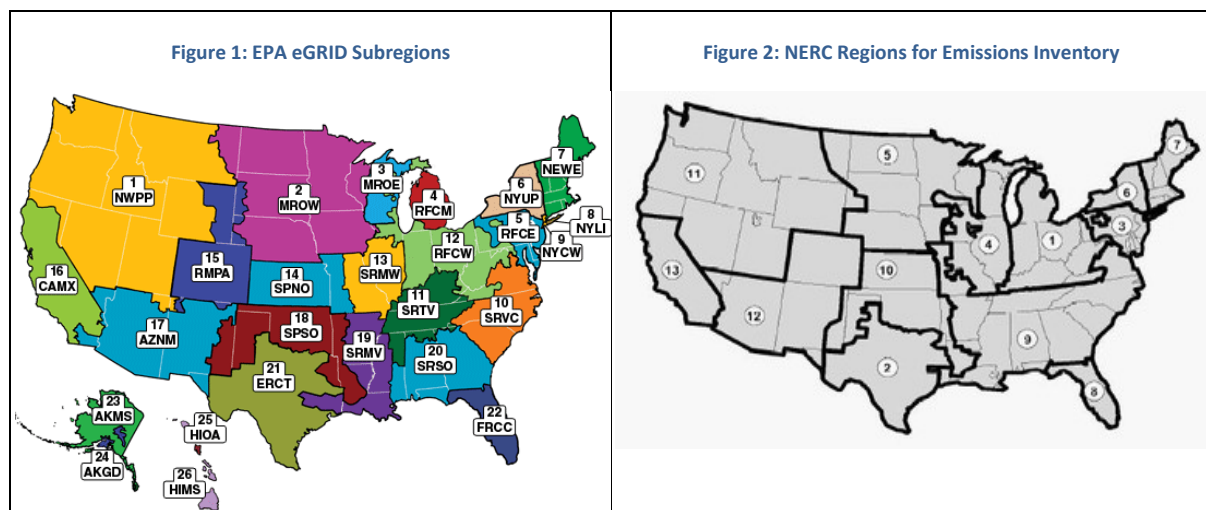 Figure 1: EPA eGRID Subregions
1
NWPP
2
MROW
3
MROE
4
RFCM
5
RFCE
6
NYUP
7
NEWE
8
NYLI
9
NYCW
10
SRVC
11
SRTV
12
RFCW
13
SRMW
14
SPNO
15
RMPA
16
CAMX
17
AZNM
18
SPSO
19
SRMV
20
SRSO
21
ERCT
22
FRCC
23
AKMS
24
AKGD
25
HIOA
26
HIMS
Figure 2: NERC Regions for Emissions Inventory
1
2
3
4
5
6
7
8
9
10
11
12
13